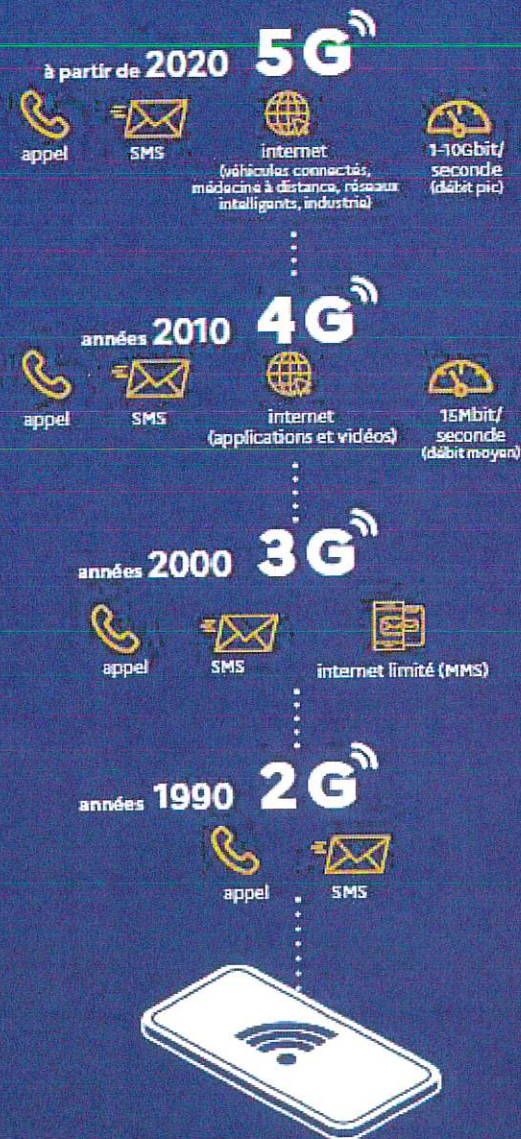 à partir de 2020 5G
appel
SMS
internet
(véhicules connectés,
médecine à distance, réseaux
intelligents, industrie)
1-10Gbit/
seconde
(débit pic)
années 2010 4G
appel
SMS
internet
(applications et vidéos)
15Mbit/
seconde
(débit moyen)
années 2000 3G
appel
SMS
internet limité (MMS)
années 1990 2G
appel
SMS